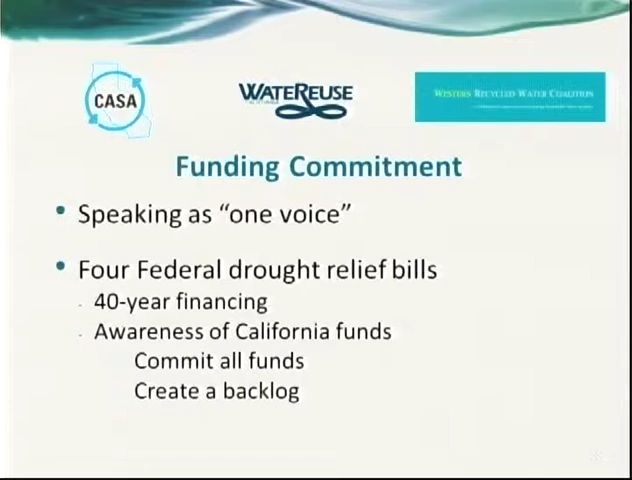 CASA
WATEREUSE
WESTERN RECYCLED WATER COALITION
Funding Commitment
• Speaking as “one voice”
• Four Federal drought relief bills
- 40-year financing
- Awareness of California funds
Commit all funds
Create a backlog